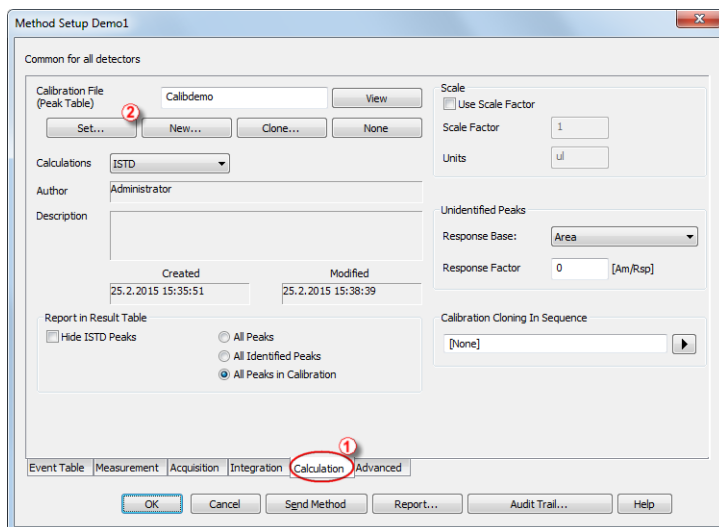 Method Setup Demo1
Common for all detectors
Calibration File
(Peak Table)
Calibdemo
View
2
Set...
New...
Clone...
None
Calculations
ISTD
Author
Administrator
Description
Created
Modified
25.2.2015 15:35:51
25.2.2015 15:38:39
Report in Result Table
Hide ISTD Peaks
All Peaks
All Identified Peaks
All Peaks in Calibration
Scale
Use Scale Factor
Scale Factor
1
Units
ul
Unidentified Peaks
Response Base:
Area
Response Factor
0
[Am/Rsp]
Calibration Cloning In Sequence
[None]
1
Event Table
Measurement
Acquisition
Integration
Calculation
Advanced
OK
Cancel
Send Method
Report...
Audit Trail...
Help